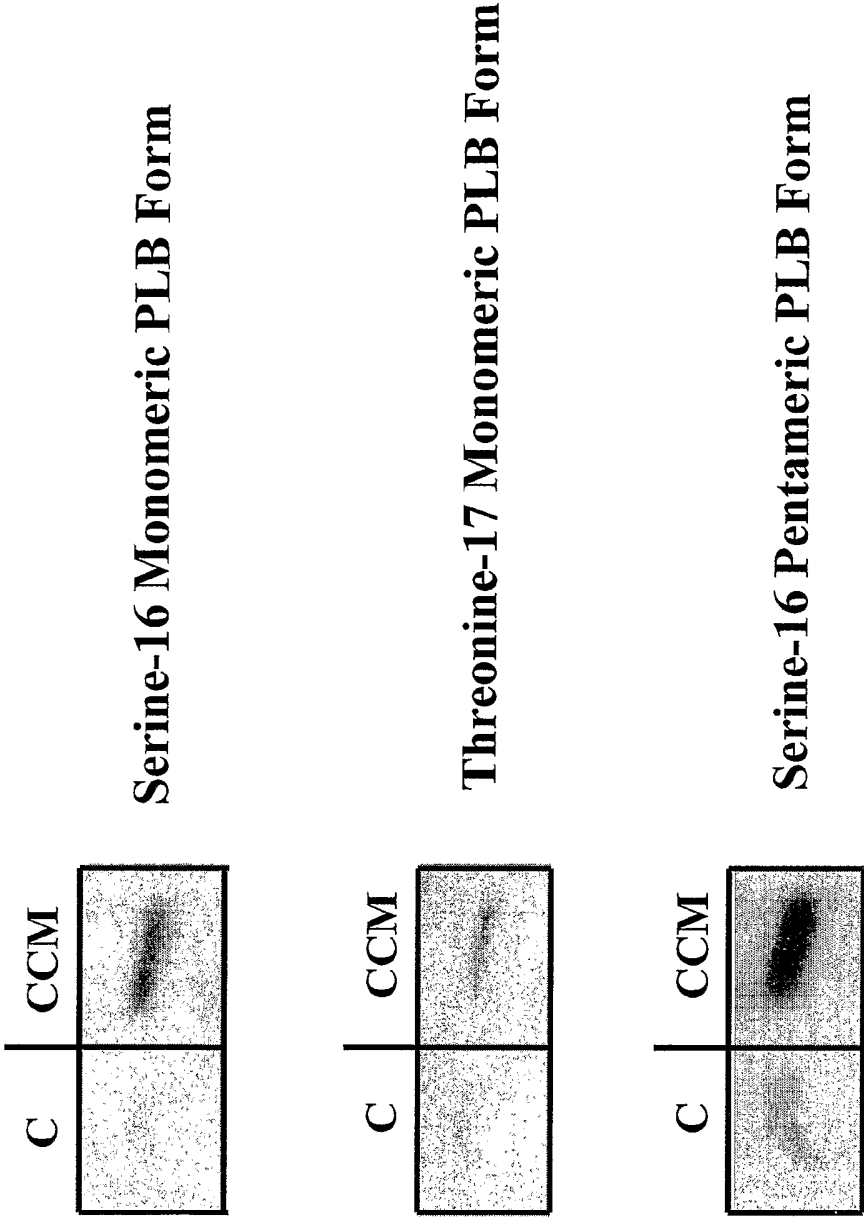 C CCM
Serine-16 Monomeric PLB Form
C CCM
Threonine-17 Monomeric PLB Form
C CCM
Serine-16 Pentameric PLB Form